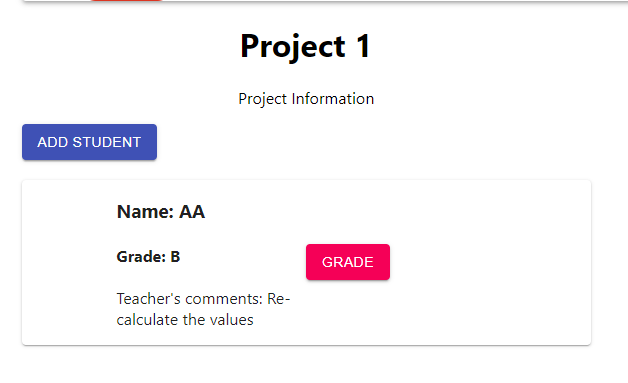 Project 1
Project Information
ADD STUDENT
Name: AA
Grade: B
GRADE
Teacher's comments: Re-
calculate the values